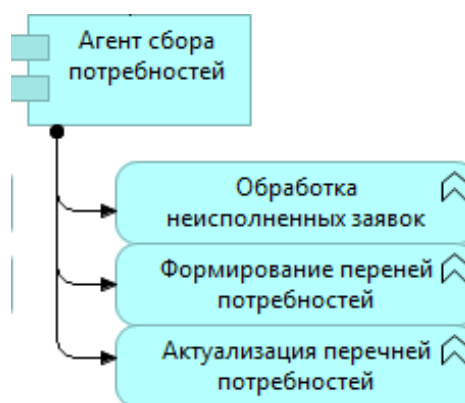 Агент сбора
потребностей
Обработка
неисполненных заявок
Формирование переней
потребностей
Актуализация перечней
потребностей